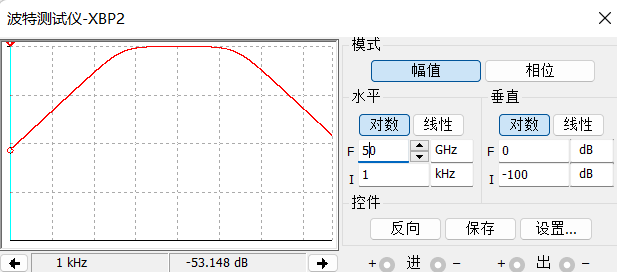 波特测试仪-XBP2
模式
幅值 相位
水平 垂直
对数 线性 对数 线性
F 50 GHz F 0 dB
I 1 kHz I -100 dB
控件
反向 保存 设置...
1 kHz -53.148 dB + 进 - + 出 -